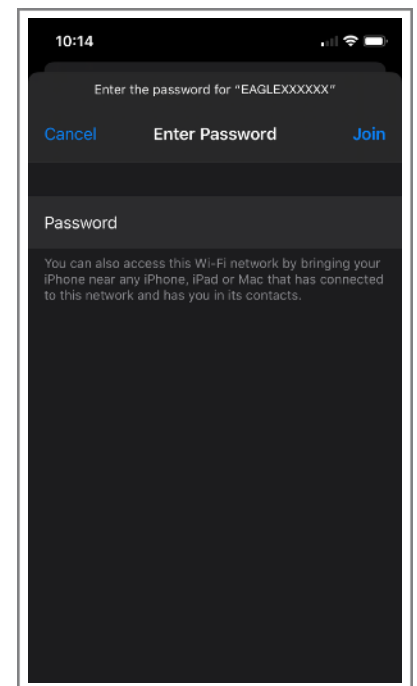 10:14
Enter the password for “EAGLEXXXXXX”
Cancel Enter Password Join
Password
You can also access this Wi-Fi network by bringing your
iPhone near any iPhone, iPad or Mac that has connected
to this network and has you in its contacts.